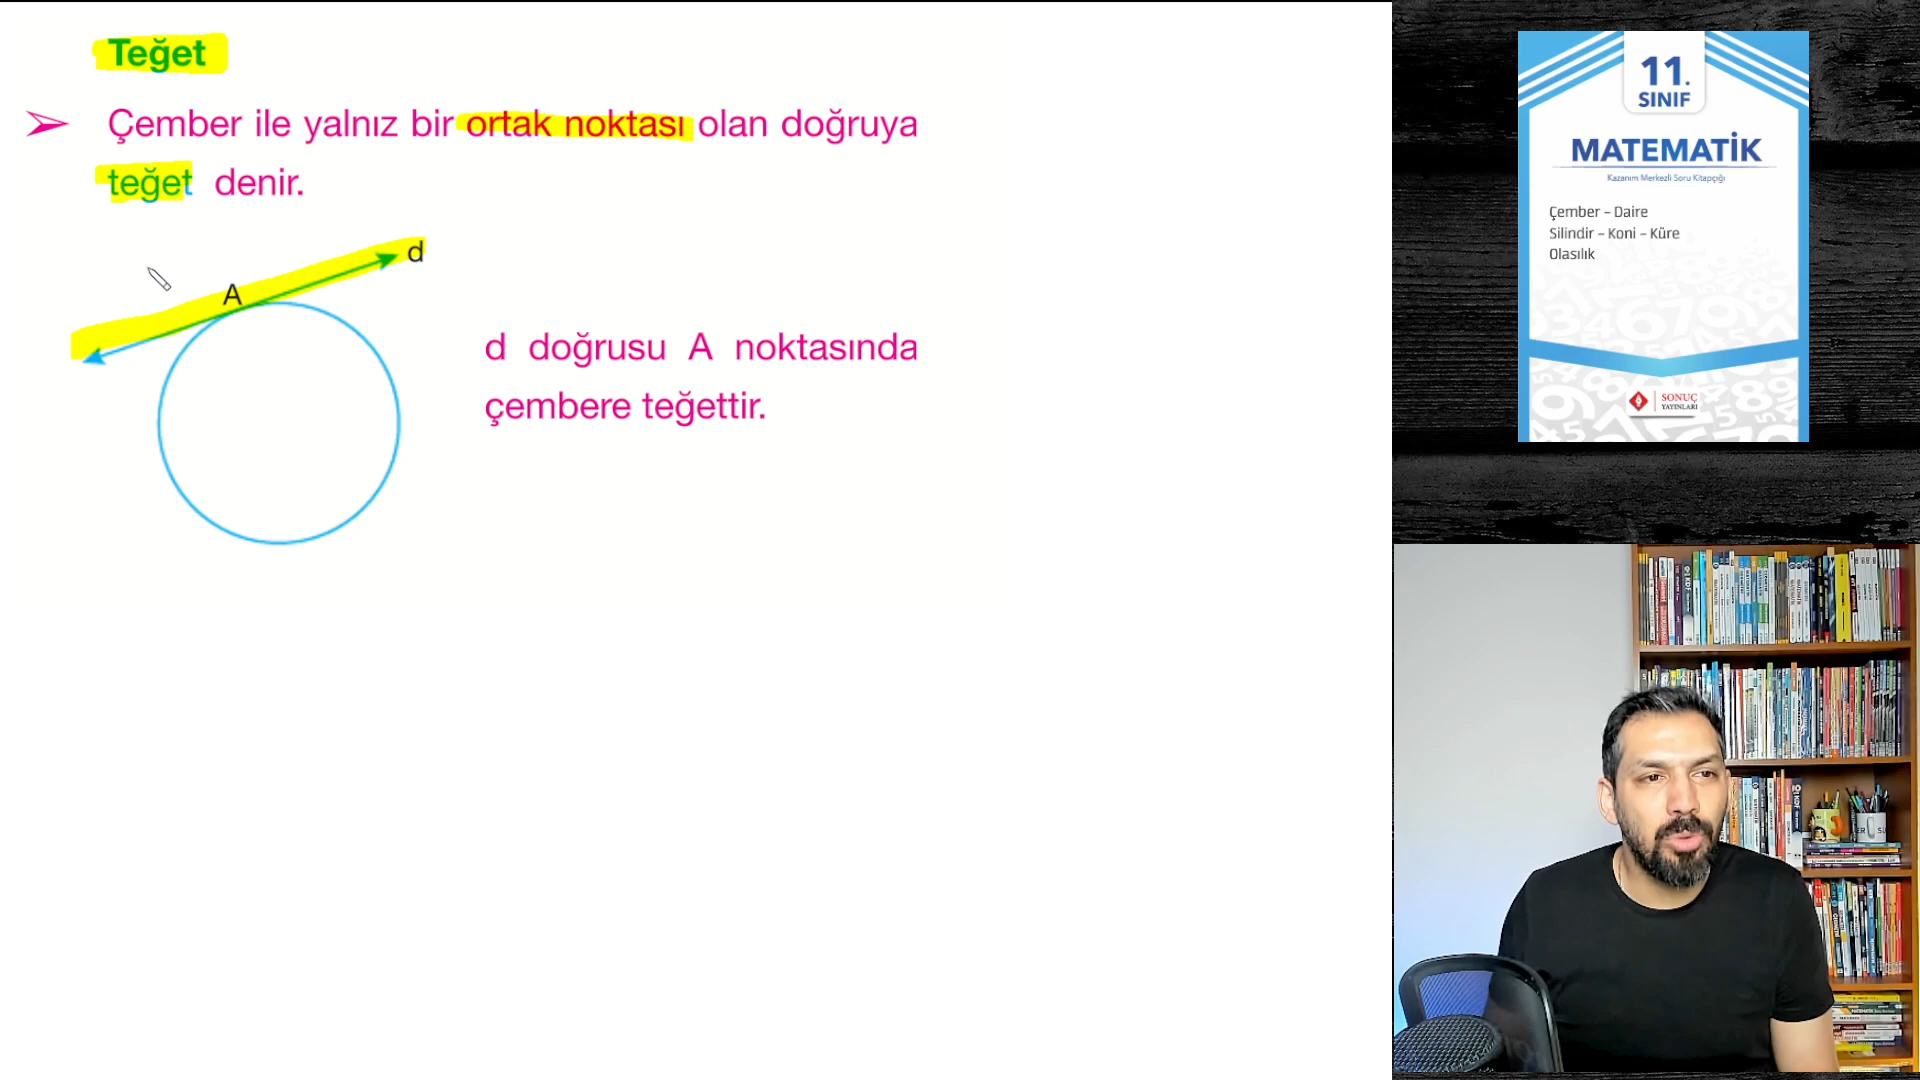 Teğet
Çember ile yalnız bir ortak noktası olan doğruya
teğet denir.
d
A
d doğrusu A noktasında
çembere teğettir.
11.
SINIF
MATEMATİK
Kazanım Merkezli Soru Kitapçığı
Çember – Daire
Silindir – Koni – Küre
Olasılık
SONUÇ
YAYINLARI